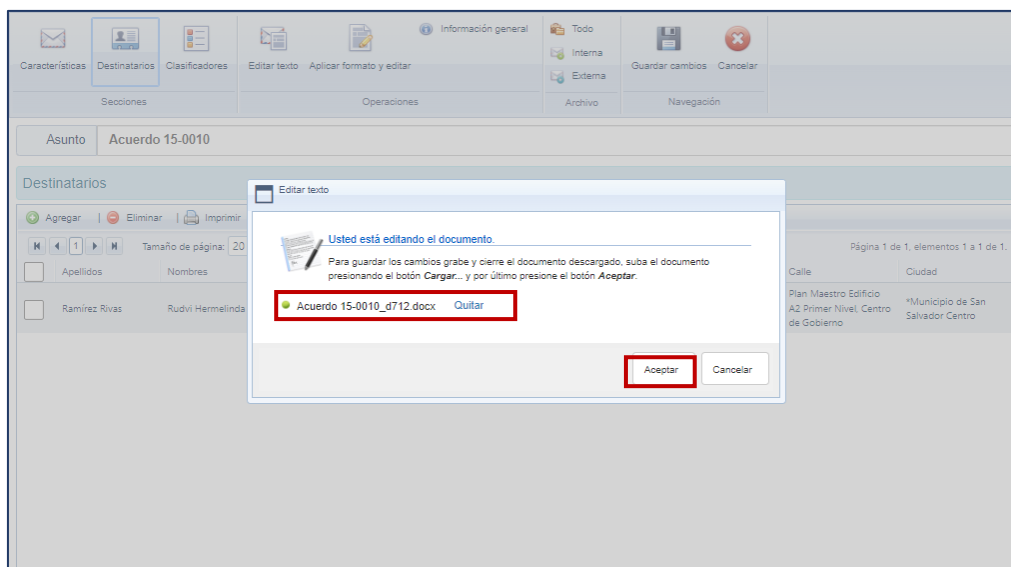 Características Destinatarios Clasificadores Editar texto Aplicar formato y editar
Información general
Todo
Interna
Externa
Guardar cambios Cancelar
Secciones Operaciones Archivo Navegación
Asunto Acuerdo 15-0010
Destinatarios
Agregar | Eliminar | Imprimir
1 Tamaño de página: 20 Página 1 de 1, elementos 1 a 1 de 1.
Apellidos Nombres Calle Ciudad
Ramírez Rivas Rudvi Hermelinda
Plan Maestro Edificio
A2 Primer Nivel, Centro
de Gobierno
*Municipio de San
Salvador Centro
Editar texto
Usted está editando el documento.
Para guardar los cambios grabe y cierre el documento descargado, suba el documento
presionando el botón Cargar... y por último presione el botón Aceptar.
Acuerdo 15-0010_d712.docx Quitar
Aceptar Cancelar